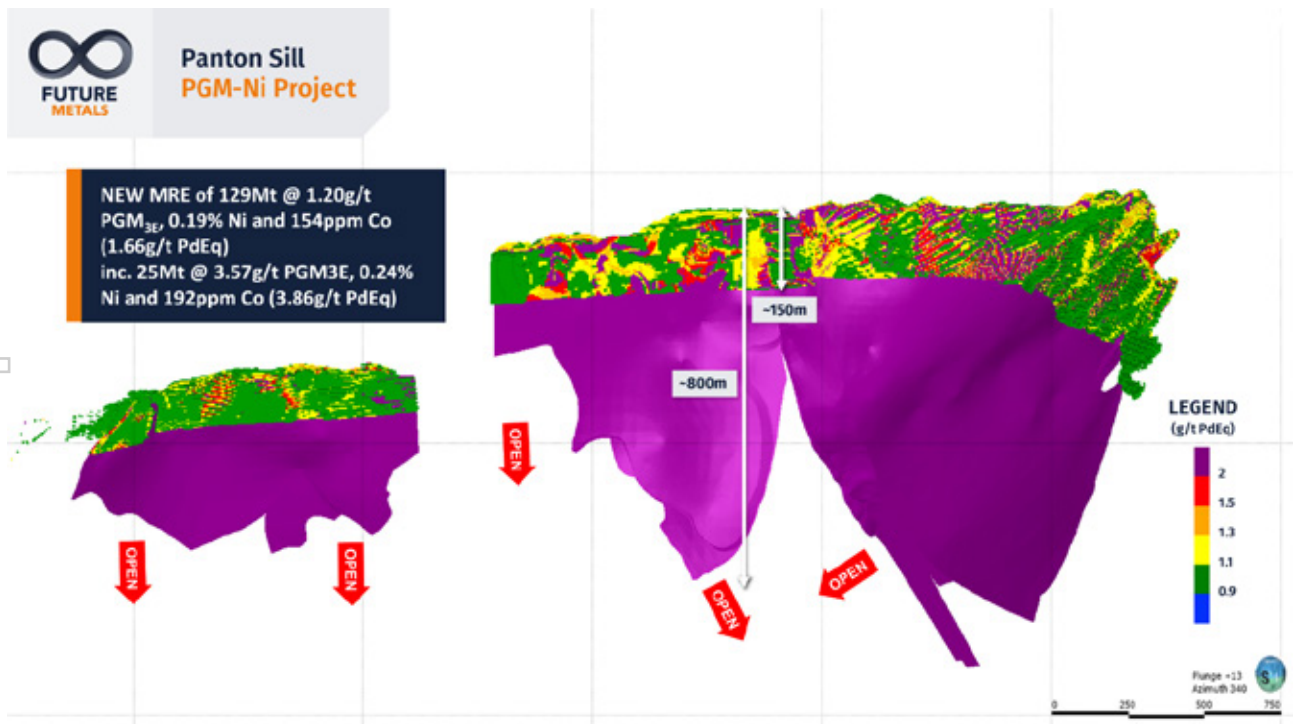 FUTURE
METALS
Panton Sill
PGM-Ni Project
NEW MRE of 129Mt @ 1.20g/t
PGM3E, 0.19% Ni and 154ppm Co
(1.66g/t PdEq)
inc. 25Mt @ 3.57g/t PGM3E, 0.24%
Ni and 192ppm Co (3.86g/t PdEq)
~150m
~800m
OPEN
OPEN
OPEN
OPEN
OPEN
LEGEND
(g/t PdEq)
2
1.5
1.3
1.1
0.9
Plunge +13
Azimuth 340
0 250 500 750